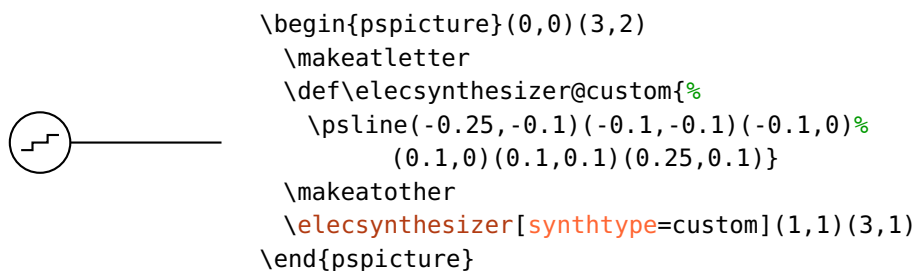 \begin{pspicture}(0,0)(3,2)
  \makeatletter
  \def\elecsynthesizer@custom{%
    \psline(-0.25,-0.1)(-0.1,-0.1)(-0.1,0)%
           (0.1,0)(0.1,0.1)(0.25,0.1)}
  \makeatother
  \elecsynthesizer[synthtype=custom](1,1)(3,1)
\end{pspicture}